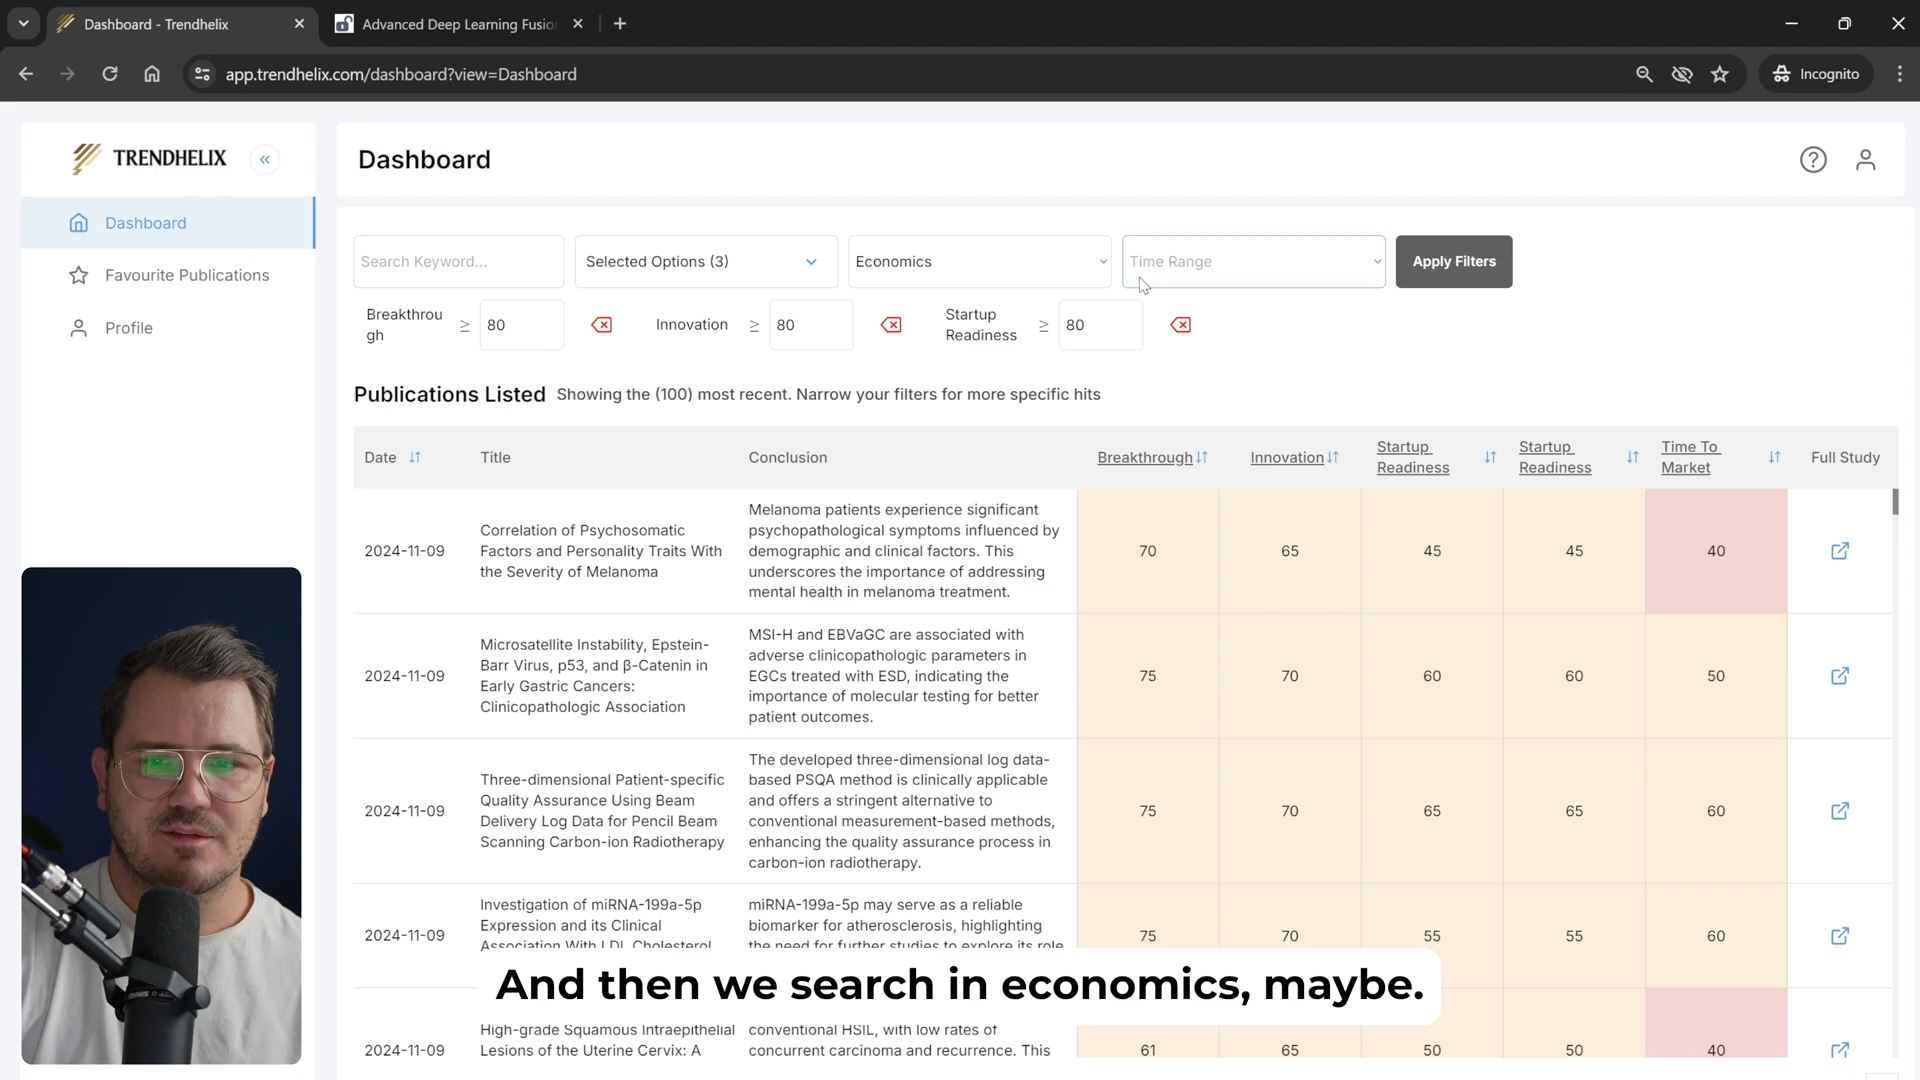 Dashboard - Trendhelix
Advanced Deep Learning Fusio
app.trendhelix.com/dashboard?view=Dashboard
Incognito
TRENDHELIX
Dashboard
Dashboard
Favourite Publications
Profile
Search Keyword...
Selected Options (3)
Economics
Time Range
Apply Filters
Breakthrou
gh
≥
80
Innovation
≥
80
Startup
Readiness
≥
80
Publications Listed
Showing the (100) most recent. Narrow your filters for more specific hits
Date
Title
Conclusion
Breakthrough
Innovation
Startup
Readiness
Startup
Readiness
Time To
Market
Full Study
2024-11-09
Correlation of Psychosomatic
Factors and Personality Traits With
the Severity of Melanoma
Melanoma patients experience significant
psychopathological symptoms influenced by
demographic and clinical factors. This
underscores the importance of addressing
mental health in melanoma treatment.
70
65
45
45
40
2024-11-09
Microsatellite Instability, Epstein-
Barr Virus, p53, and β-Catenin in
Early Gastric Cancers:
Clinicopathologic Association
MSI-H and EBVaGC are associated with
adverse clinicopathologic parameters in
EGCs treated with ESD, indicating the
importance of molecular testing for better
patient outcomes.
75
70
60
60
50
2024-11-09
Three-dimensional Patient-specific
Quality Assurance Using Beam
Delivery Log Data for Pencil Beam
Scanning Carbon-ion Radiotherapy
The developed three-dimensional log data-
based PSQA method is clinically applicable
and offers a stringent alternative to
conventional measurement-based methods,
enhancing the quality assurance process in
carbon-ion radiotherapy.
75
70
65
65
60
2024-11-09
Investigation of miRNA-199a-5p
Expression and its Clinical
Association With LDL Cholesterol
miRNA-199a-5p may serve as a reliable
biomarker for atherosclerosis, highlighting
the need for further studies to explore its role
75
70
55
55
60
And then we search in economics, maybe.
2024-11-09
High-grade Squamous Intraepithelial
Lesions of the Uterine Cervix: A
conventional HSIL, with low rates of
concurrent carcinoma and recurrence. This
61
65
50
50
40